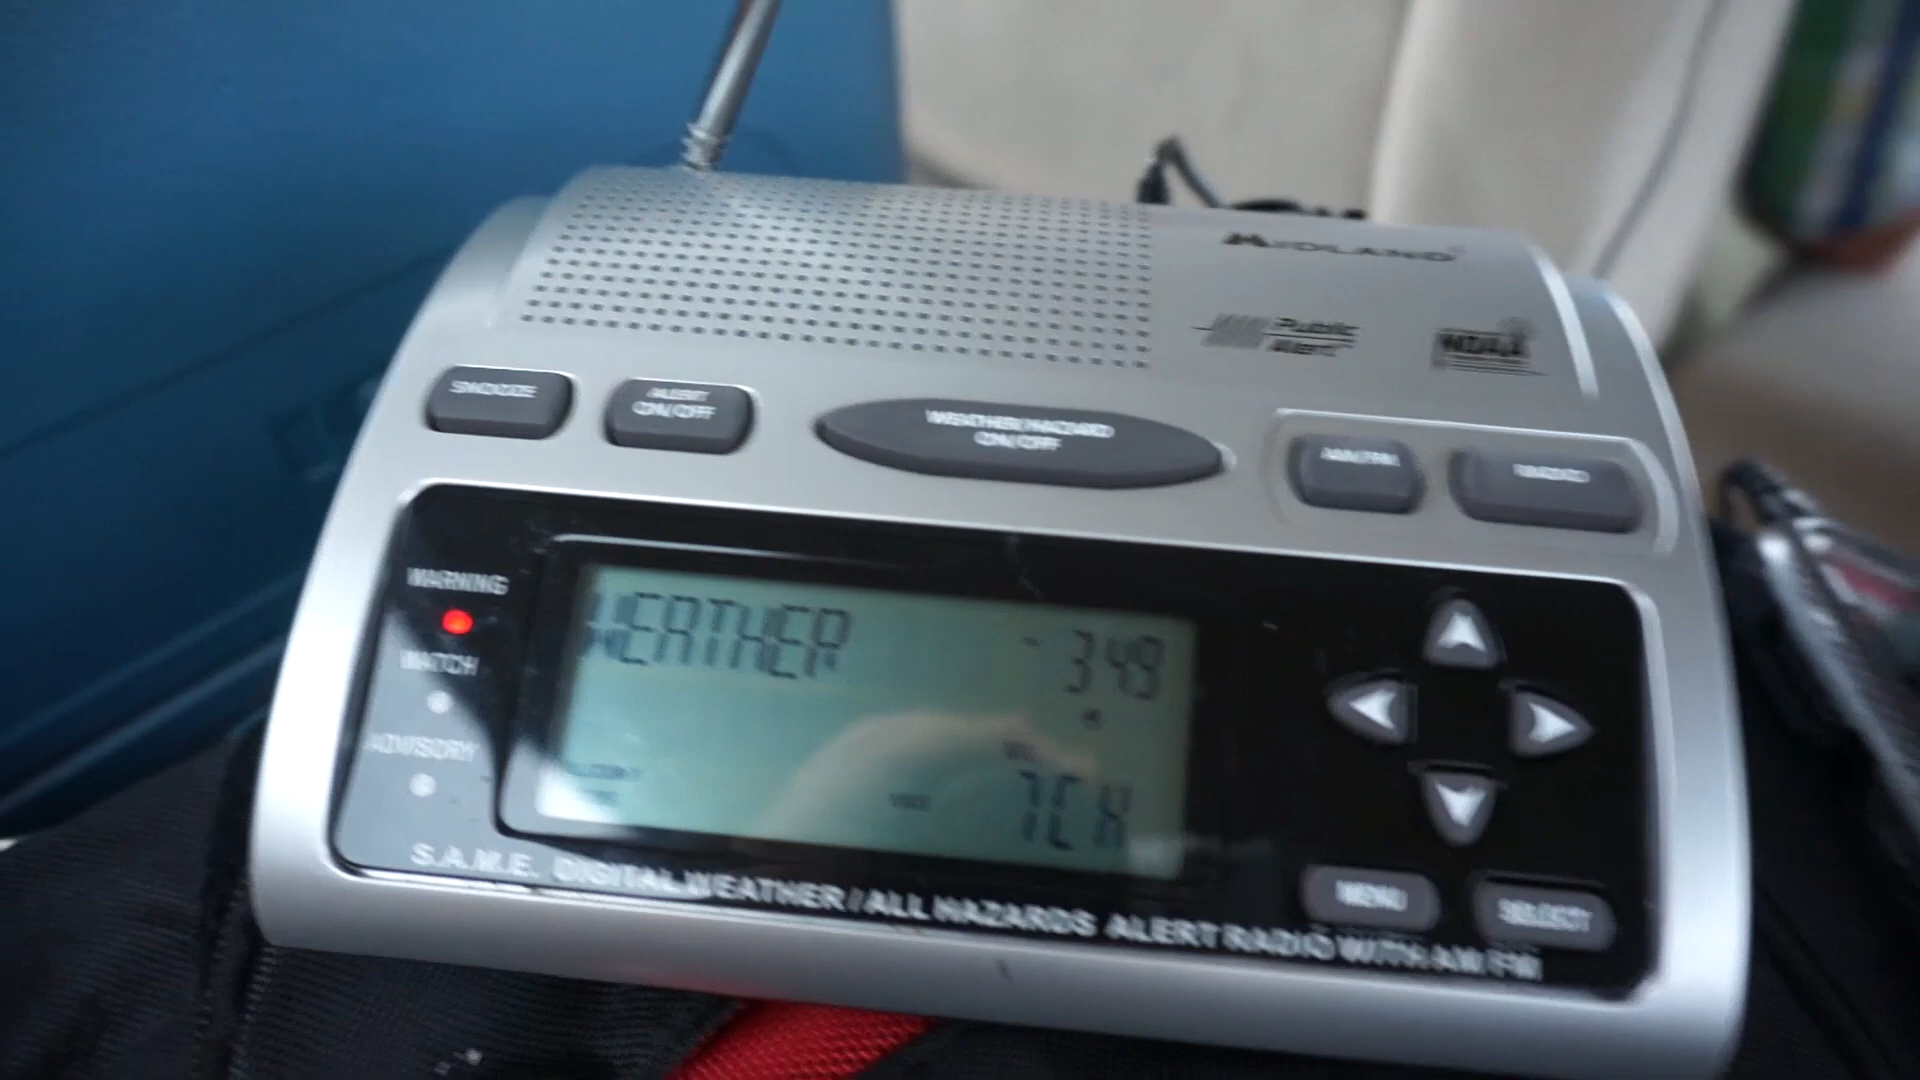 MIDLAND
Public
Alert
NOAA
SNOOZE
ALERT
ON/OFF
WEATHER/HAZARD
ON/OFF
AM/FM
RADIO
WARNING
WATCH
ADVISORY
WEATHER 349
MENU
SELECT
S.A.M.E. DIGITAL WEATHER / ALL HAZARDS ALERT RADIO WITH AM/FM